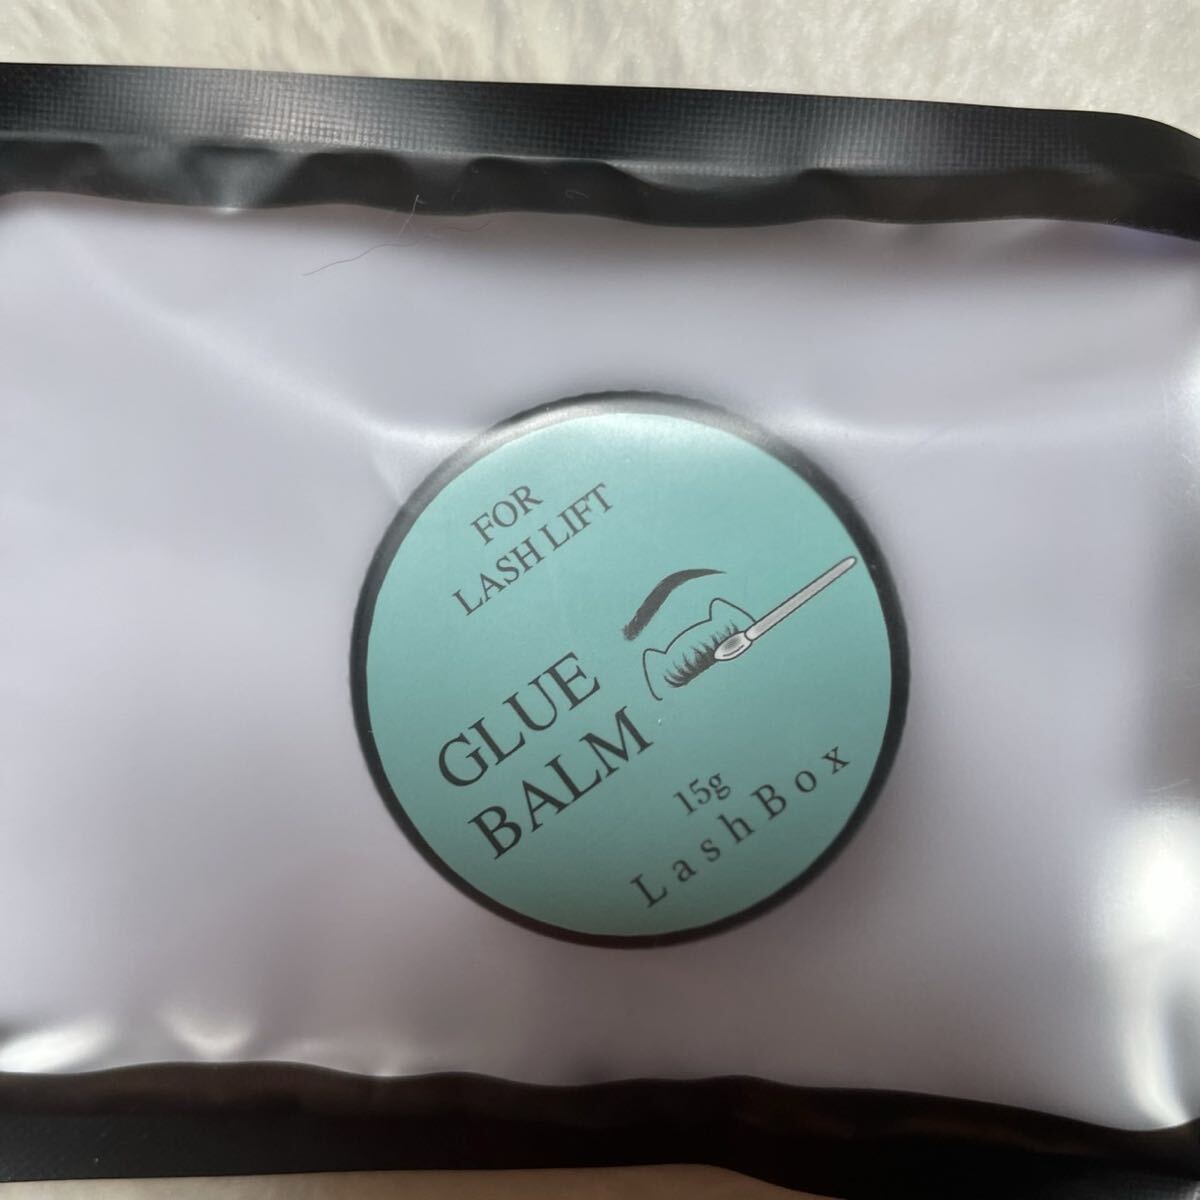 FOR
LASH LIFT
GLUE
BALM
15g
LashBox